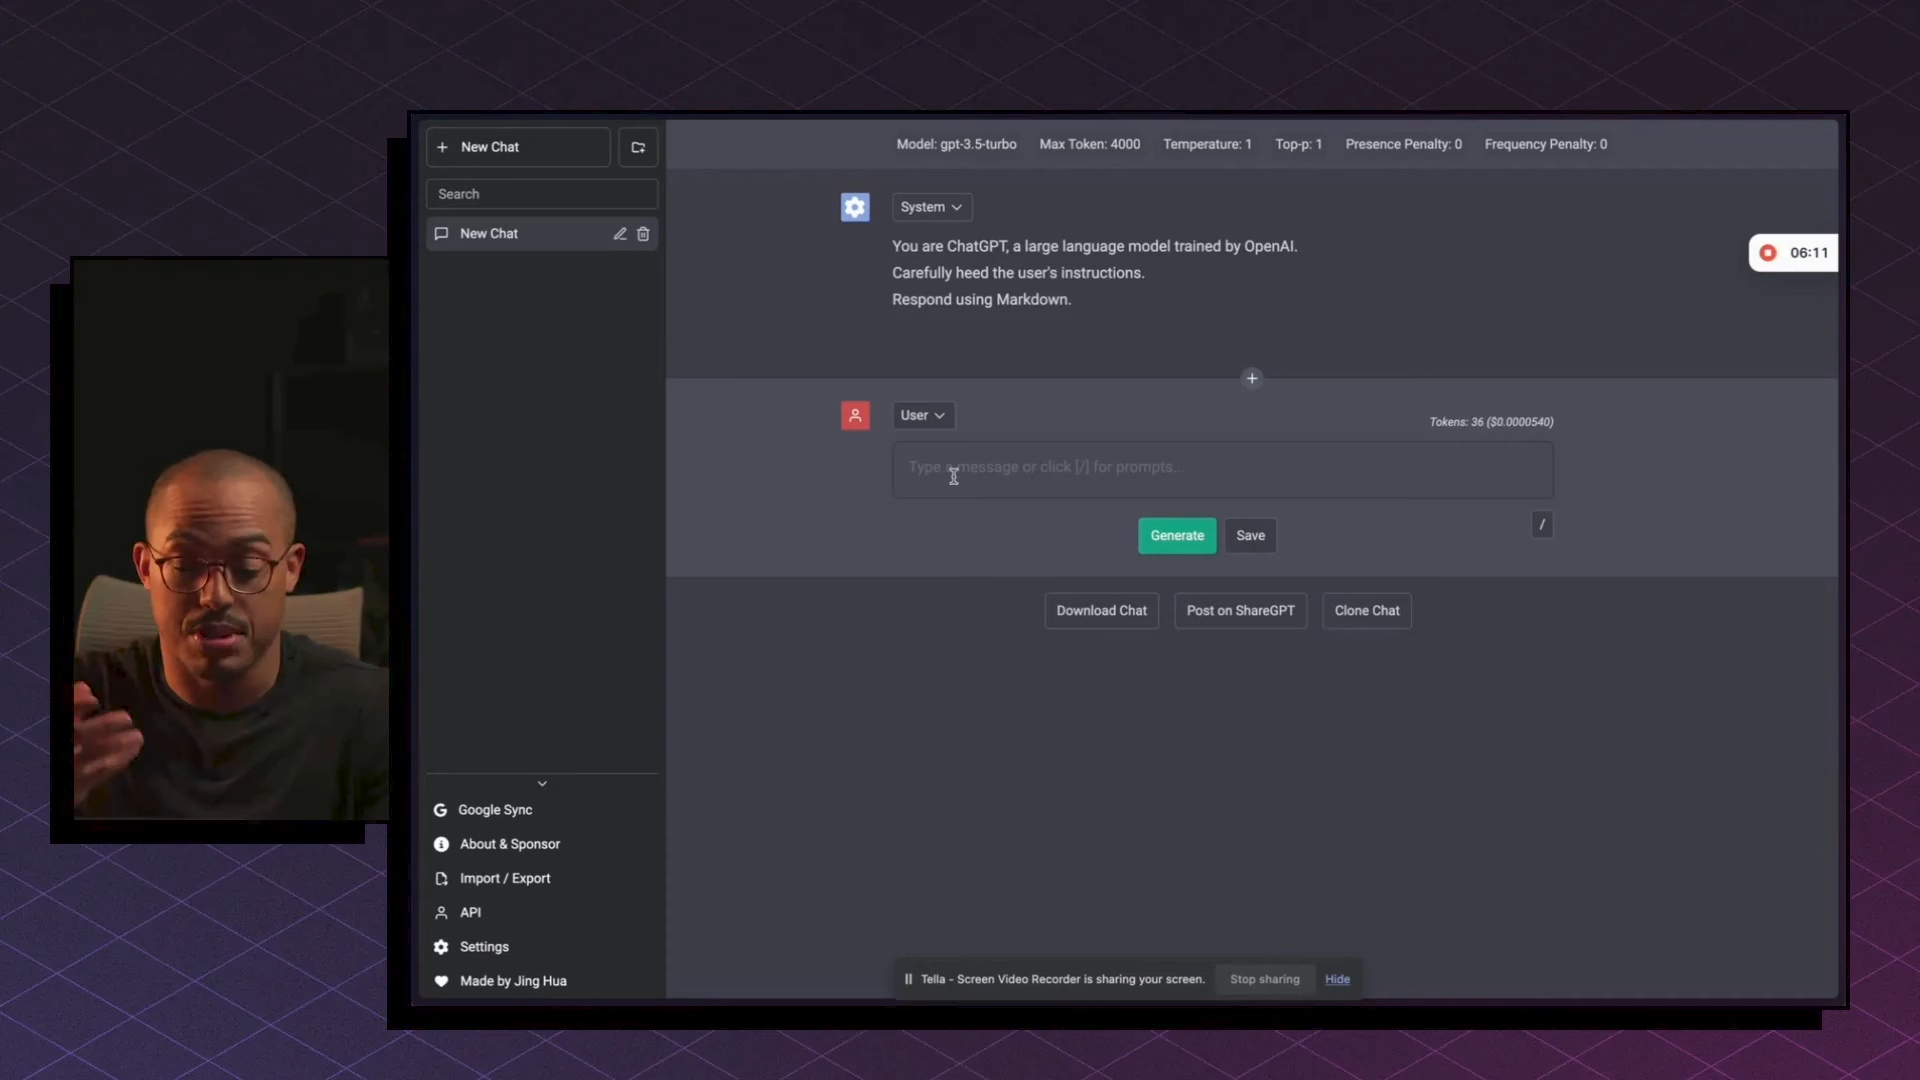 New Chat
Search
New Chat
Google Sync
About & Sponsor
Import / Export
API
Settings
Made by Jing Hua
Model: gpt-3.5-turbo Max Token: 4000 Temperature: 1 Top-p: 1 Presence Penalty: 0 Frequency Penalty: 0
System
You are ChatGPT, a large language model trained by OpenAI.
Carefully heed the user's instructions.
Respond using Markdown.
06:11
User
Tokens: 36 ($0.0000540)
Type a message or click [/] for prompts...
/
Generate Save
Download Chat Post on ShareGPT Clone Chat
Tella - Screen Video Recorder is sharing your screen. Stop sharing Hide